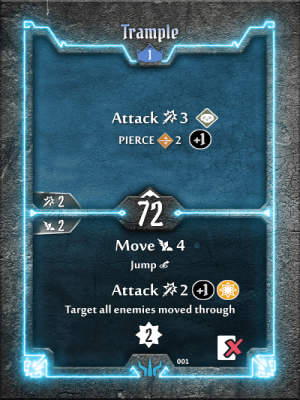 Trample
1
Attack 3
PIERCE 2 +1
2
72
2
Move 4
Jump
Attack 2 +1
Target all enemies moved through
2
001